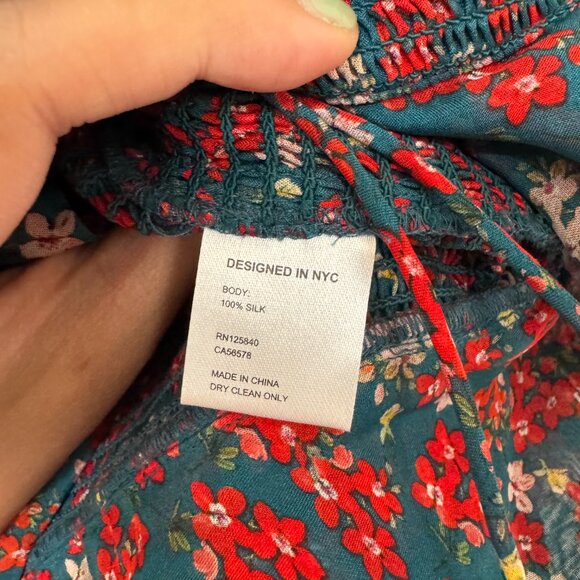 DESIGNED IN NYC
BODY:
100% SILK
RN125840
CA56578
MADE IN CHINA
DRY CLEAN ONLY